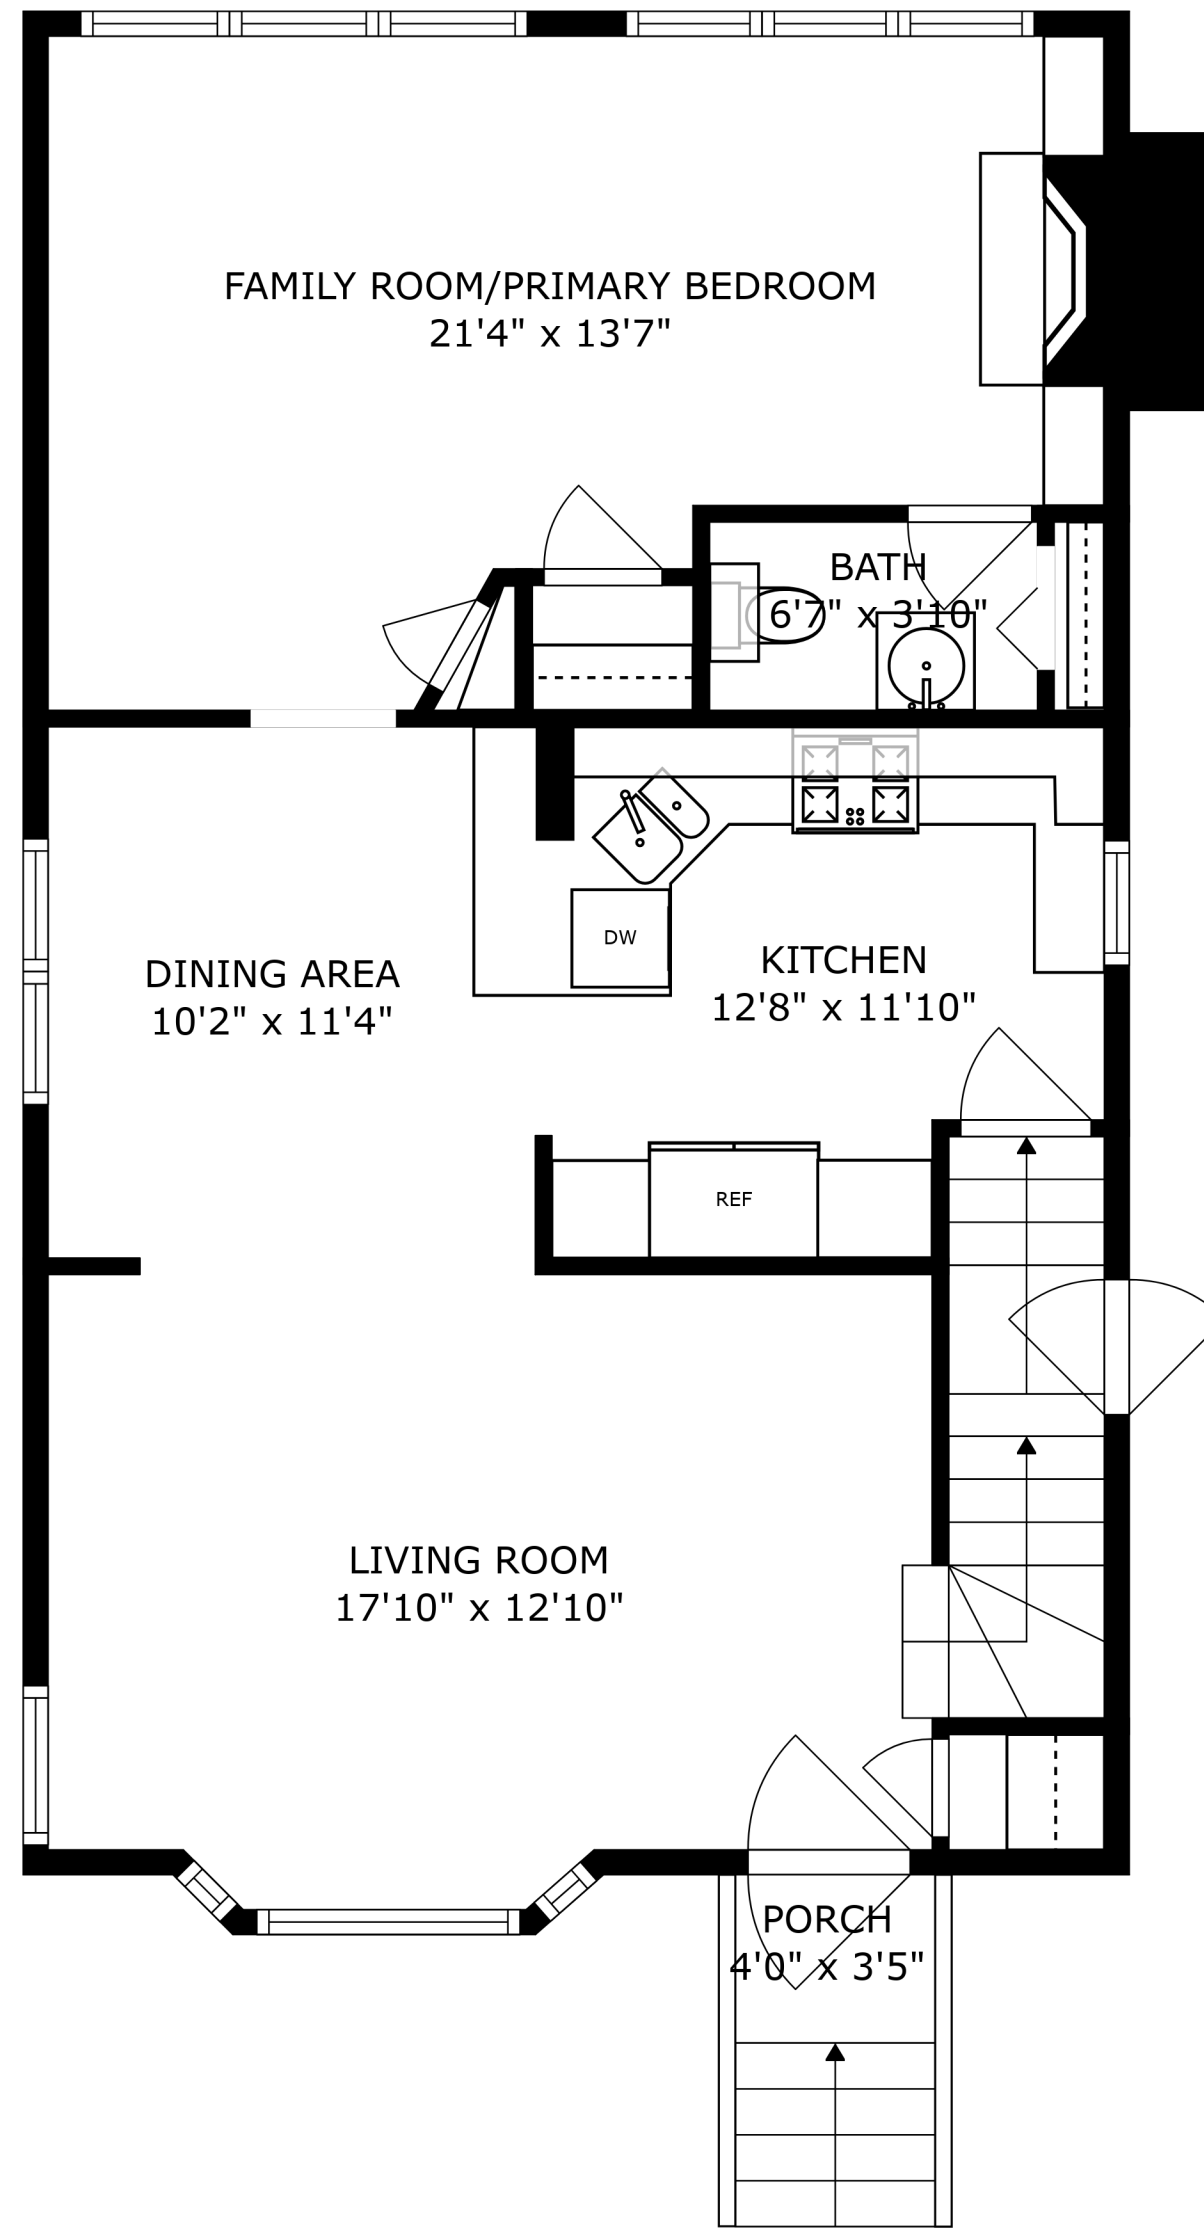 FAMILY ROOM/PRIMARY BEDROOM
21'4" x 13'7"
BATH
6'7" x 3'10"
DW
DINING AREA
10'2" x 11'4"
KITCHEN
12'8" x 11'10"
REF
LIVING ROOM
17'10" x 12'10"
PORCH
4'0" x 3'5"